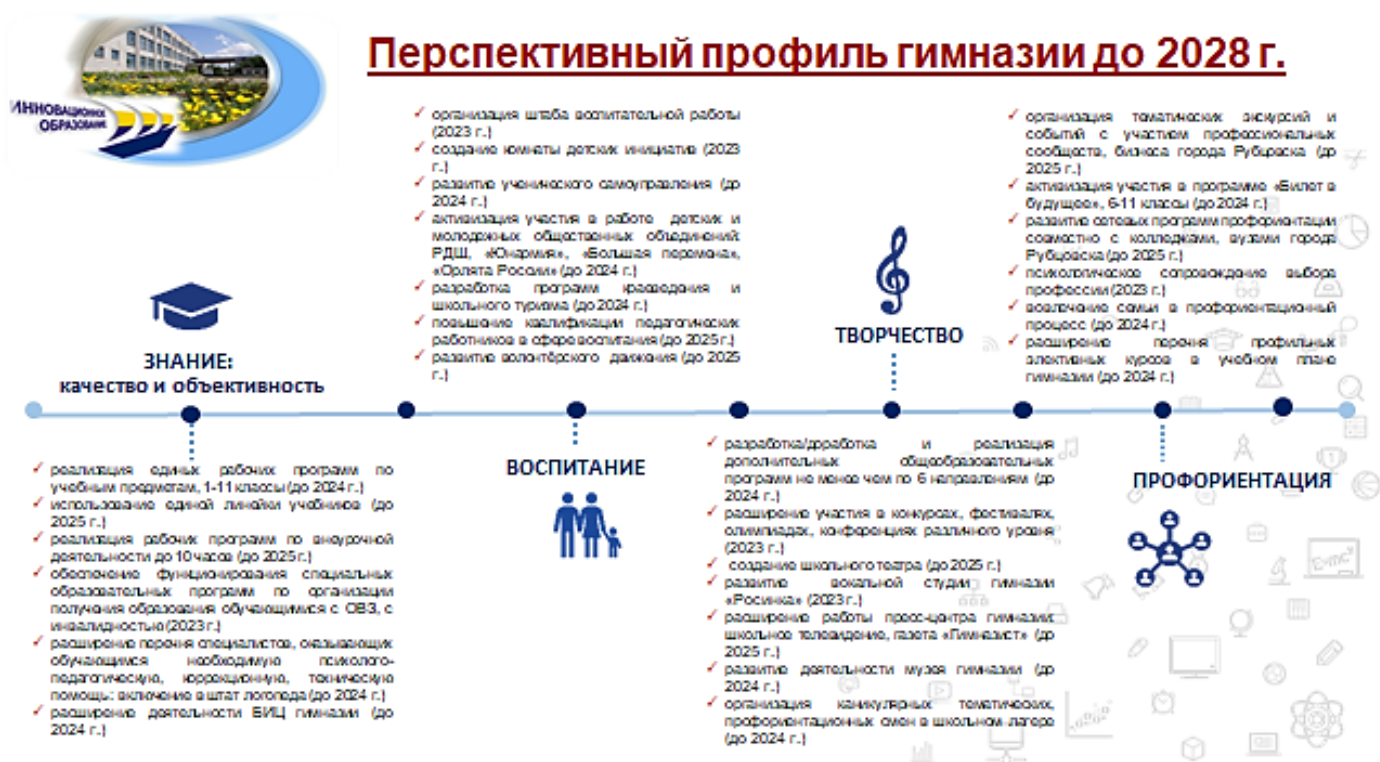 ИННОВАЦИОННОЕ
ОБРАЗОВАНИЕ
Перспективный профиль гимназии до 2028 г.
ЗНАНИЕ:
качество и объективность
✓ реализация единых рабочих программ по
учебным предметам, 1-11 классы (до 2024 г.)
✓ использование единой линейки учебников (до
2025 г.)
✓ реализация рабочих программ по внеурочной
деятельности до 10 часов (до 2025 г.)
✓ обеспечение функционирования специальных
образовательных программ по организации
получения образования обучающимися с ОВЗ, с
инвалидностью (2023 г.)
✓ расширение перечня специалистов, оказывающих
обучающимся необходимую психолого-
педагогическую, коррекционную, техническую
помощь: включение в штат логопеда (до 2024 г.)
✓ расширение деятельности БИЦ гимназии (до
2024 г.)
✓ организация штаба воспитательной работы
(2023 г.)
✓ создание комнаты детских инициатив (2023
г.)
✓ развитие ученического самоуправления (до
2024 г.)
✓ активизация участия в работе детских и
молодежных общественных объединений:
РДШ, «Юнармия», «Большая перемена»,
«Орлята России» (до 2024 г.)
✓ разработка программ краеведения и
школьного туризма (до 2024 г.)
✓ повышение квалификации педагогических
работников в сфере воспитания (до 2025 г.)
✓ развитие волонтёрского движения (до 2025
г.)
ВОСПИТАНИЕ
ТВОРЧЕСТВО
✓ разработка/доработка и реализация
дополнительных общеобразовательных
программ не менее чем по 6 направлениям (до
2024 г.)
✓ расширение участия в конкурсах, фестивалях,
олимпиадах, конференциях различного уровня
(2023 г.)
✓ создание школьного театра (до 2025 г.)
✓ развитие вокальной студии гимназии
«Росинка» (2023 г.)
✓ расширение работы пресс-центра гимназии:
школьное телевидение, газета «Гимназист» (до
2025 г.)
✓ развитие деятельности музея гимназии (до
2024 г.)
✓ организация каникулярных тематических,
профориентационных смен в школьном лагере
(до 2024 г.)
✓ организация тематических экскурсий и
событий с участием профессиональных
сообществ, бизнеса города Рубцовска (до
2025 г.)
✓ активизация участия в программе «Билет в
будущее», 6-11 классы (до 2024 г.)
✓ развитие сетевых программ профориентации
совместно с колледжами, вузами города
Рубцовска (до 2025 г.)
✓ психологическое сопровождение выбора
профессии (2023 г.)
✓ вовлечение семьи в профориентационный
процесс (до 2024 г.)
✓ расширение перечня профильных
элективных курсов в учебном плане
гимназии (до 2024 г.)
ПРОФОРИЕНТАЦИЯ